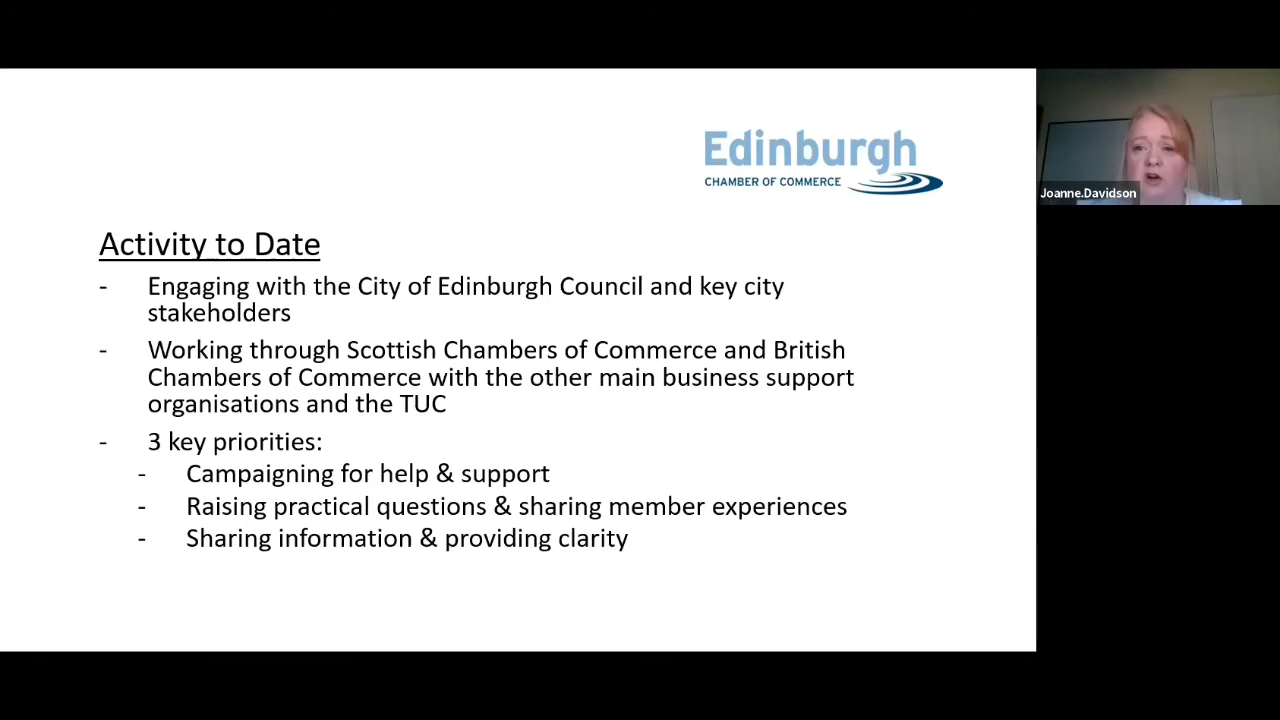 Edinburgh
CHAMBER OF COMMERCE
Joanne.Davidson
Activity to Date
- Engaging with the City of Edinburgh Council and key city
stakeholders
- Working through Scottish Chambers of Commerce and British
Chambers of Commerce with the other main business support
organisations and the TUC
- 3 key priorities:
- Campaigning for help & support
- Raising practical questions & sharing member experiences
- Sharing information & providing clarity